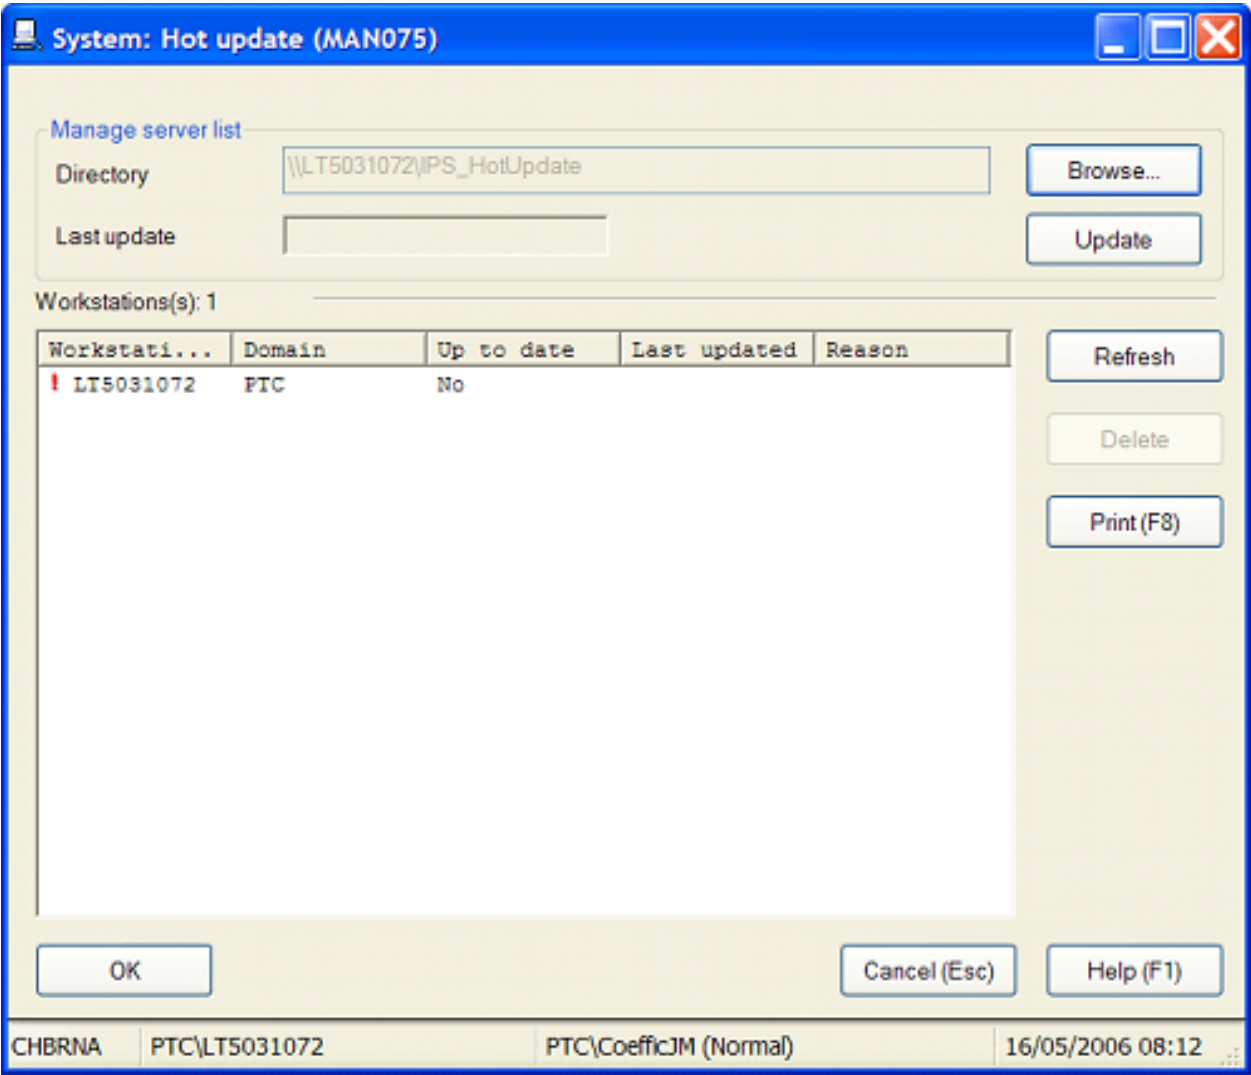 System: Hot update (MAN075)
Manage server list
Directory \\LT5031072\IPS_HotUpdate Browse...
Last update Update
Workstations(s): 1
Workstati... Domain Up to date Last updated Reason Refresh
! LT5031072 PTC No
Delete
Print (F8)
OK Cancel (Esc) Help (F1)
CHBRNA PTC\LT5031072 PTC\CoefficJM (Normal) 16/05/2006 08:12